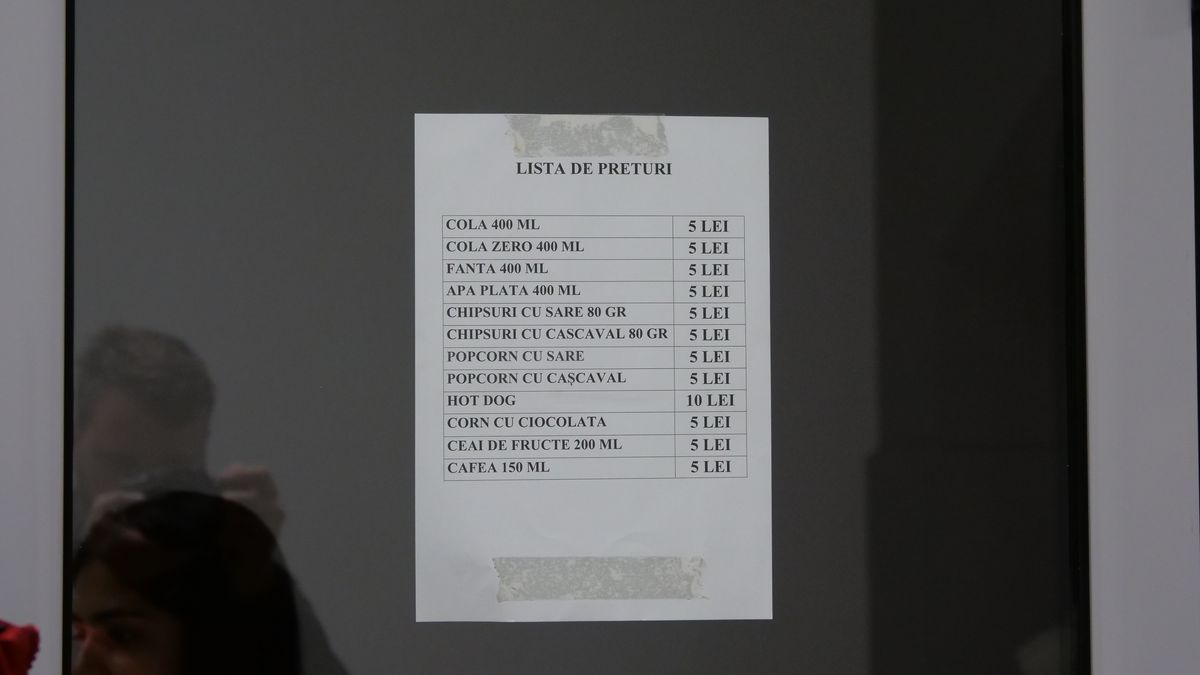 LISTA DE PRETURI
COLA 400 ML 5 LEI
COLA ZERO 400 ML 5 LEI
FANTA 400 ML 5 LEI
APA PLATA 400 ML 5 LEI
CHIPSURI CU SARE 80 GR 5 LEI
CHIPSURI CU CASCAVAL 80 GR 5 LEI
POPCORN CU SARE 5 LEI
POPCORN CU CAȘCAVAL 5 LEI
HOT DOG 10 LEI
CORN CU CIOCOLATA 5 LEI
CEAI DE FRUCTE 200 ML 5 LEI
CAFEA 150 ML 5 LEI